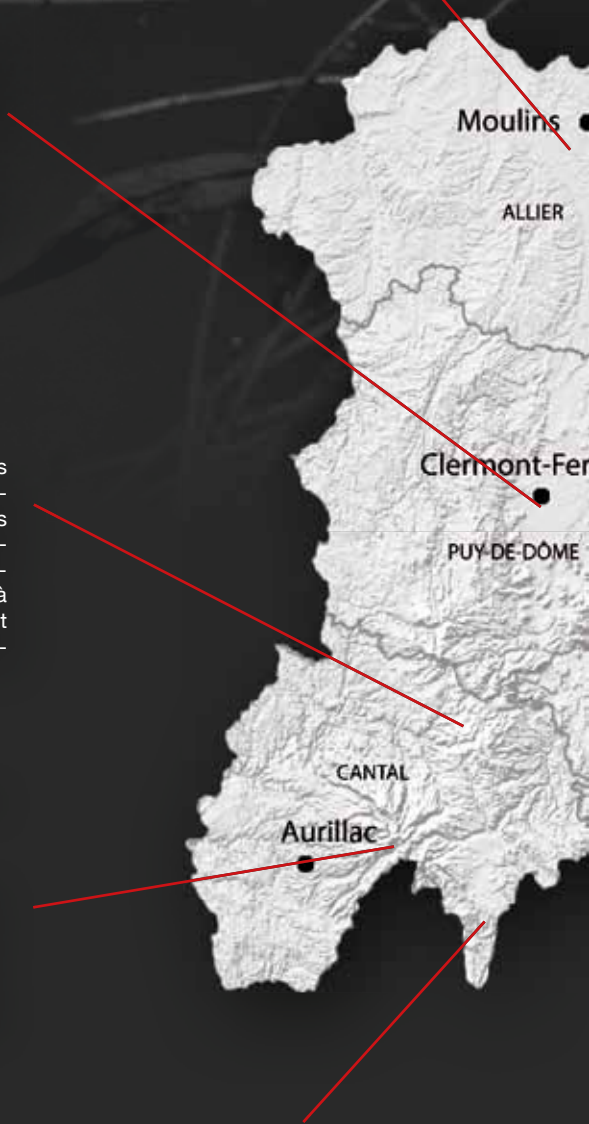 Moulins
ALLIER
Clermont-Fer
s
-
s
-
-
à
t
-
PUY-DE-DÔME
CANTAL
Aurillac